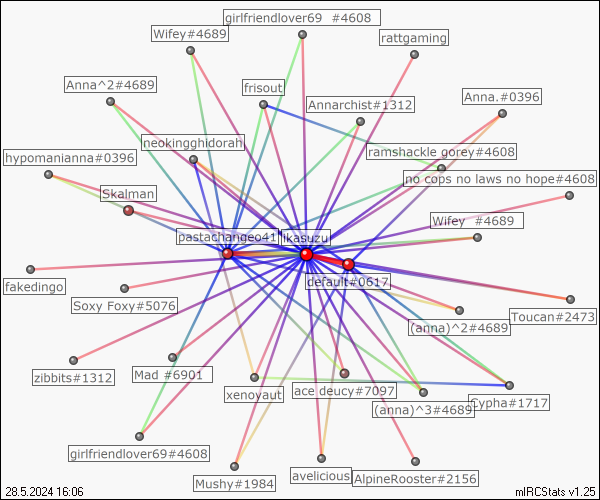 girlfriendlover69 #4608
Wifey#4689
rattgaming
Anna^2#4689
frisout
Anna.#0396
Annarchist#1312
neokingghidorah
ramshackle gorey#4608
hypomanianna#0396
no cops no laws no hope#4608
Skalman
Wifey #4689
pastachangeo41
ikasuzu
fakedingo
default#0617
Soxy Foxy#5076
Toucan#2473
(anna)^2#4689
zibbits#1312
Mad #6901
xenoyaut
ace deucy#7097
(anna)^3#4689
Cypha#1717
girlfriendlover69#4608
Mushy#1984
avelicious
AlpineRooster#2156
28.5.2024 16:06
mIRCStats v1.25